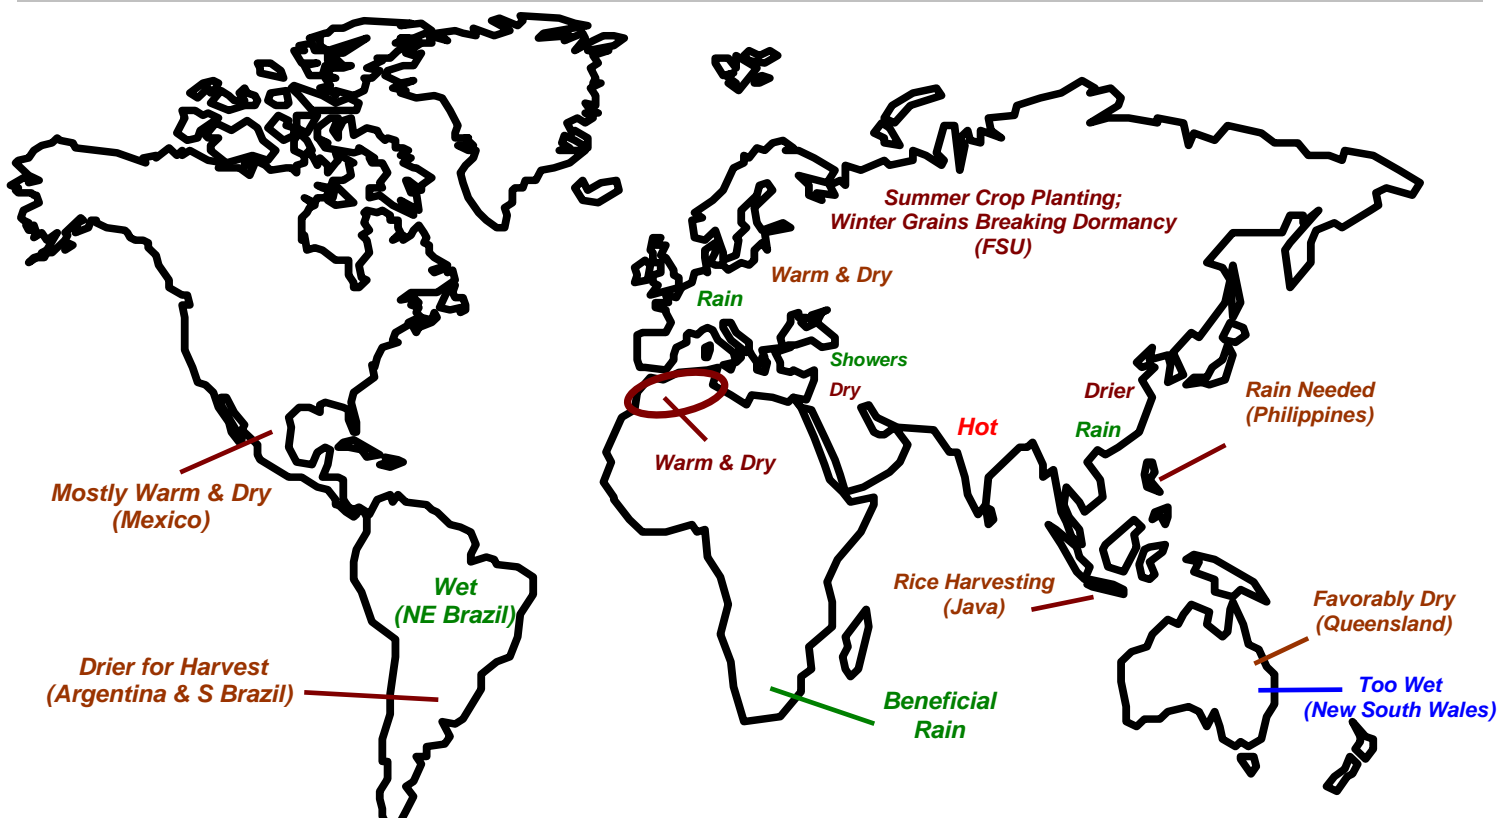 Summer Crop Planting;
Winter Grains Breaking Dormancy
(FSU)
Warm & Dry
Rain
Showers
Dry
Drier
Rain Needed
(Philippines)
Hot
Rain
Warm & Dry
Mostly Warm & Dry
(Mexico)
Wet
(NE Brazil)
Rice Harvesting
(Java)
Favorably Dry
(Queensland)
Drier for Harvest
(Argentina & S Brazil)
Beneficial
Rain
Too Wet
(New South Wales)